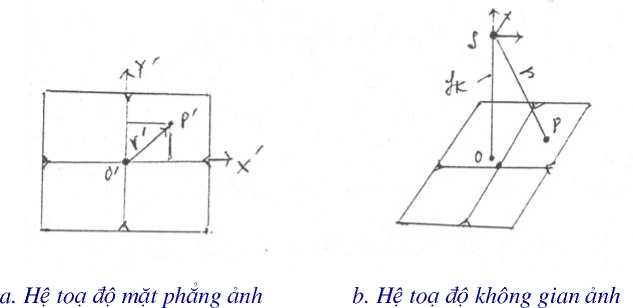 Y'
P'
r'
O'
X'
S
fK
P
O
a. Hệ toạ độ mặt phẳng ảnh
b. Hệ toạ độ không gian ảnh